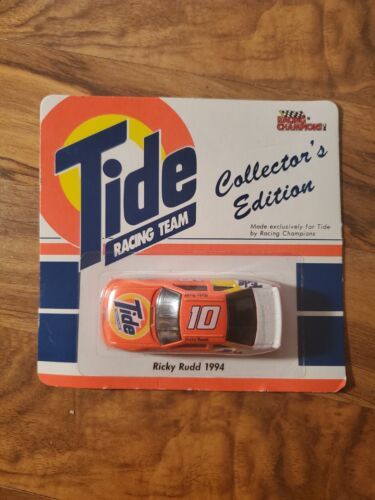 Tide
RACING TEAM
RACING
CHAMPIONS
Collector's
Edition
Made exclusively for Tide
by Racing Champions
Tide
10
Ricky Rudd 1994